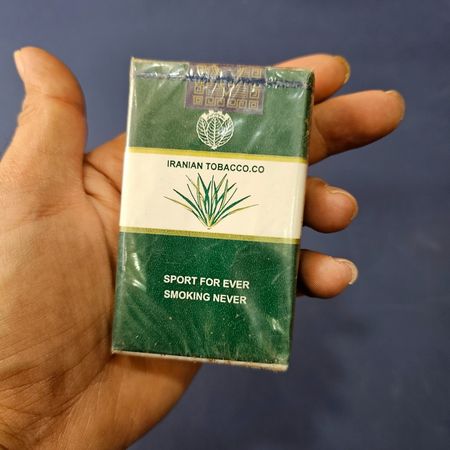 IRANIAN TOBACCO.CO
SPORT FOR EVER
SMOKING NEVER